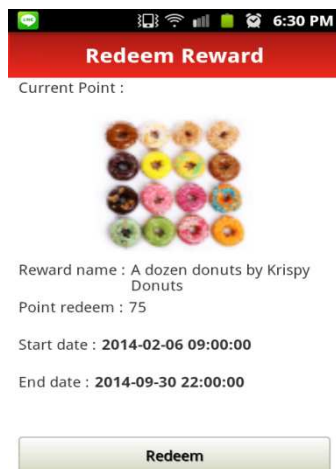 LINE 6:30 PM
Redeem Reward
Current Point :
Reward name : A dozen donuts by Krispy
Donuts
Point redeem : 75
Start date : 2014-02-06 09:00:00
End date : 2014-09-30 22:00:00
Redeem